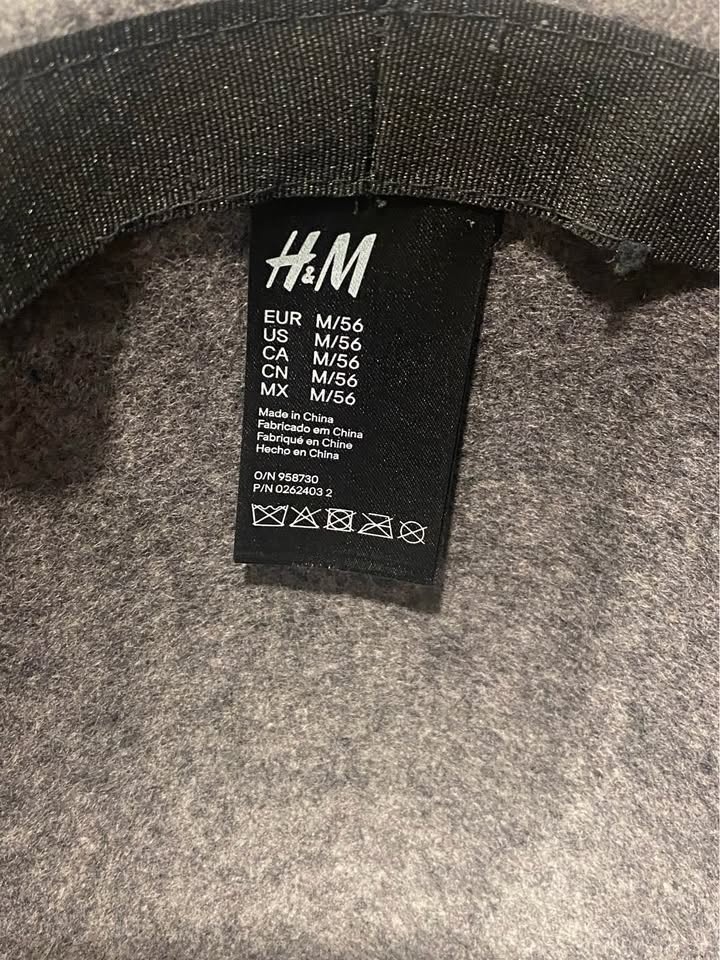 H&M
EUR M/56
US M/56
CA M/56
CN M/56
MX M/56
Made in China
Fabricado em China
Fabriqué en Chine
Hecho en China
O/N 958730
P/N 0262403 2